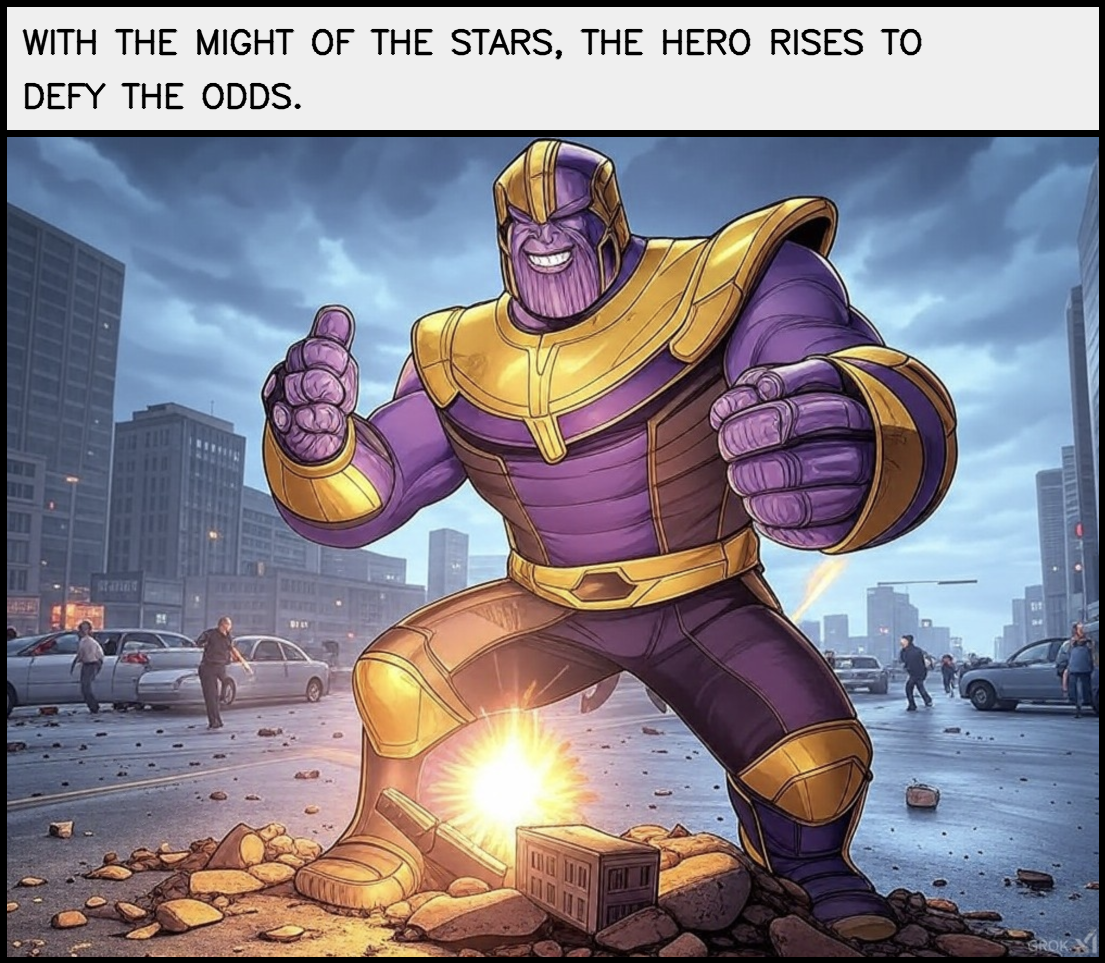 WITH THE MIGHT OF THE STARS, THE HERO RISES TO
DEFY THE ODDS.
GROK